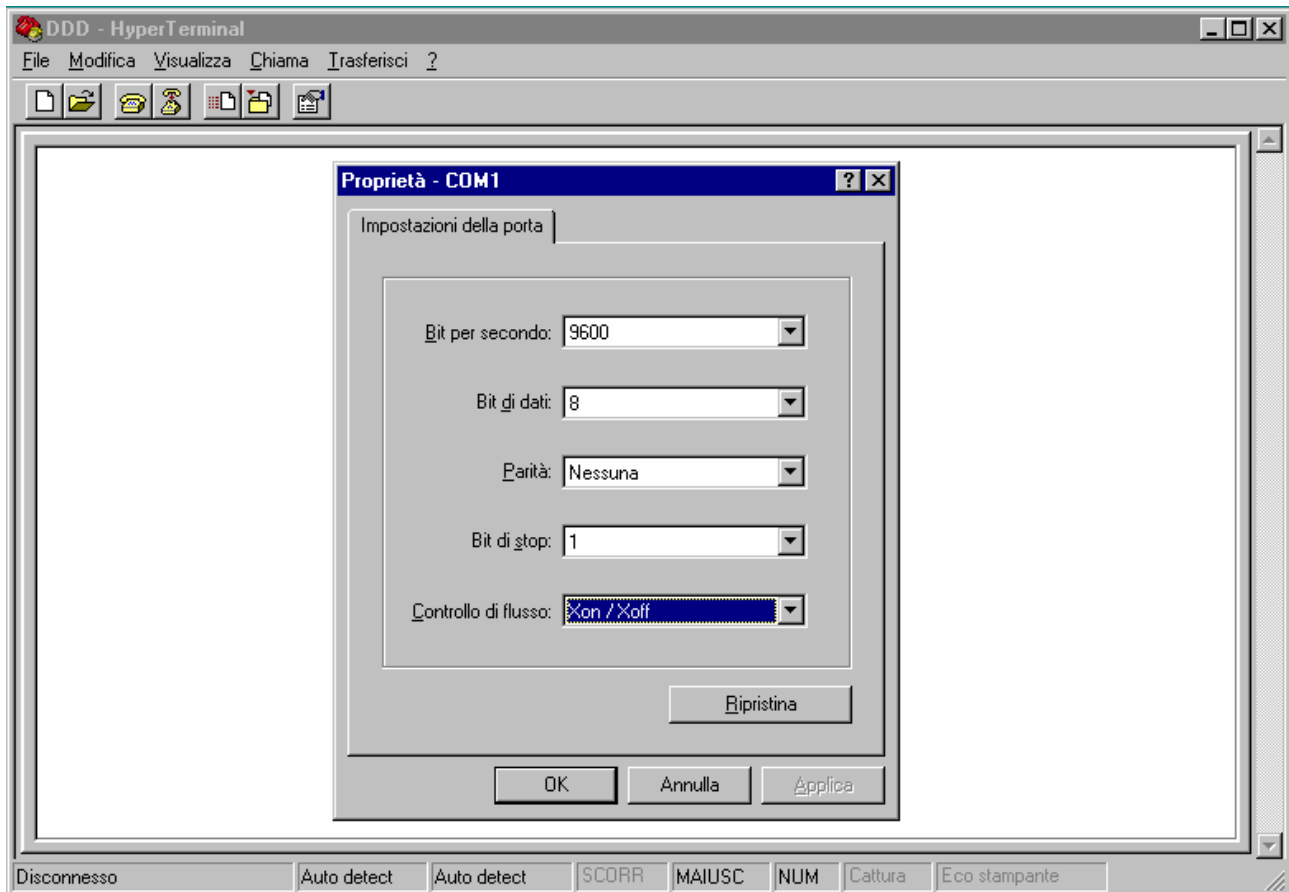 DDD - HyperTerminal
File Modifica Visualizza Chiama Trasferisci ?
Proprietà - COM1
Impostazioni della porta
Bit per secondo: 9600
Bit di dati: 8
Parità: Nessuna
Bit di stop: 1
Controllo di flusso: Xon / Xoff
Ripristina
OK Annulla Applica
Disconnesso Auto detect Auto detect SCORR MAIUSC NUM Cattura Eco stampante